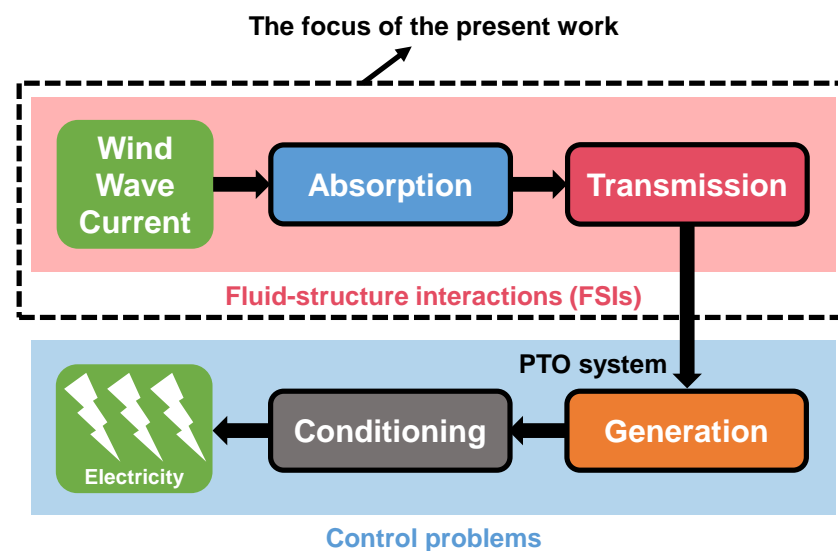 The focus of the present work
Wind
Wave
Current
Absorption
Transmission
Fluid-structure interactions (FSIs)
PTO system
Electricity
Conditioning
Generation
Control problems